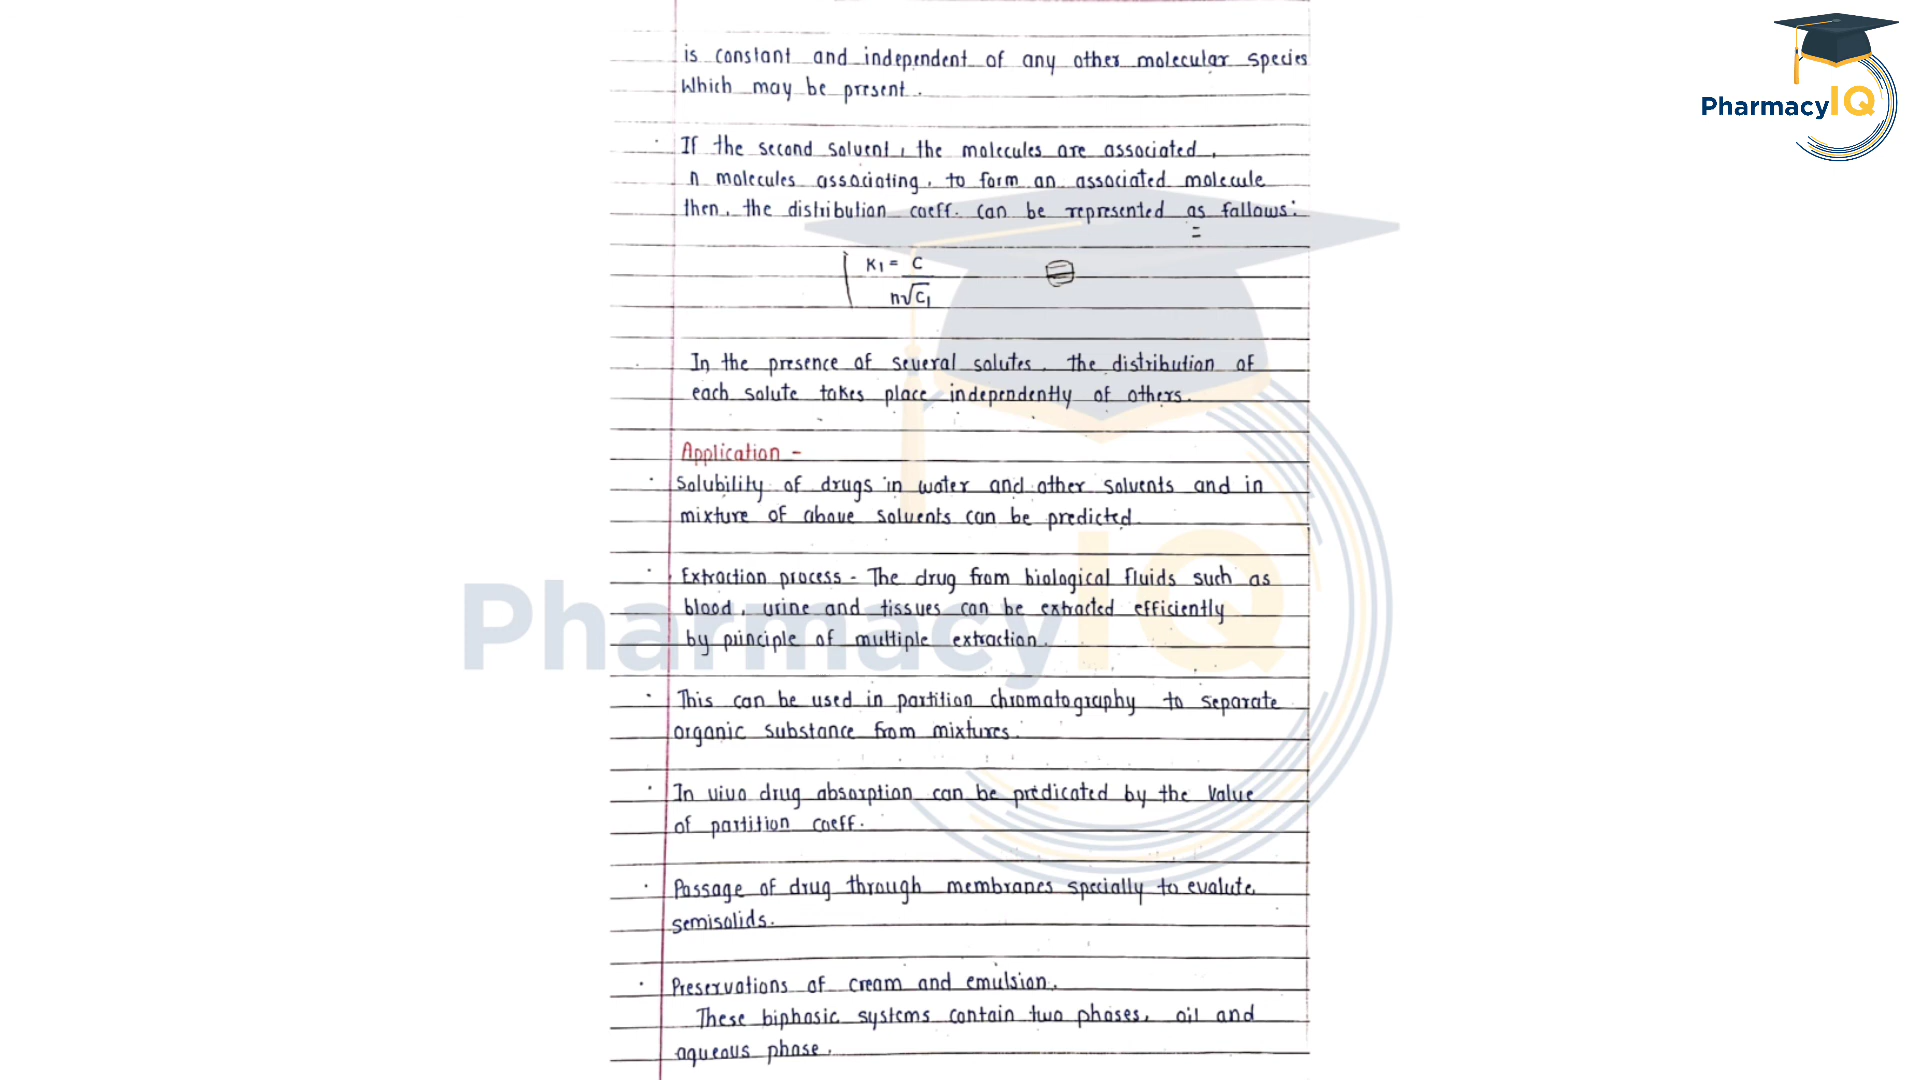 PharmacyIQ
is constant and independent of any other molecular species
which may be present.
If the second solvent, the molecules are associated,
n molecules associating, to form an associated molecule
then, the distribution coeff. can be represented as fallows:
K1 = C
n√C1
In the presence of several solutes, the distribution of
each solute takes place independently of others.
Application -
Solubility of drugs in water and other solvents and in
mixture of above solvents can be predicted
Extraction process - The drug from biological fluids such as
blood, urine and tissues can be extracted efficiently
by principle of multiple extraction.
This can be used in partition chromatography to separate
organic substance from mixtures.
In vivo drug absorption can be predicated by the value
of partition coeff.
Passage of drug through membranes specially to evalute
semisolids.
Preservations of cream and emulsion.
These biphasic systems contain two phases, oil and
aqueous phase.
PharmacyIQ